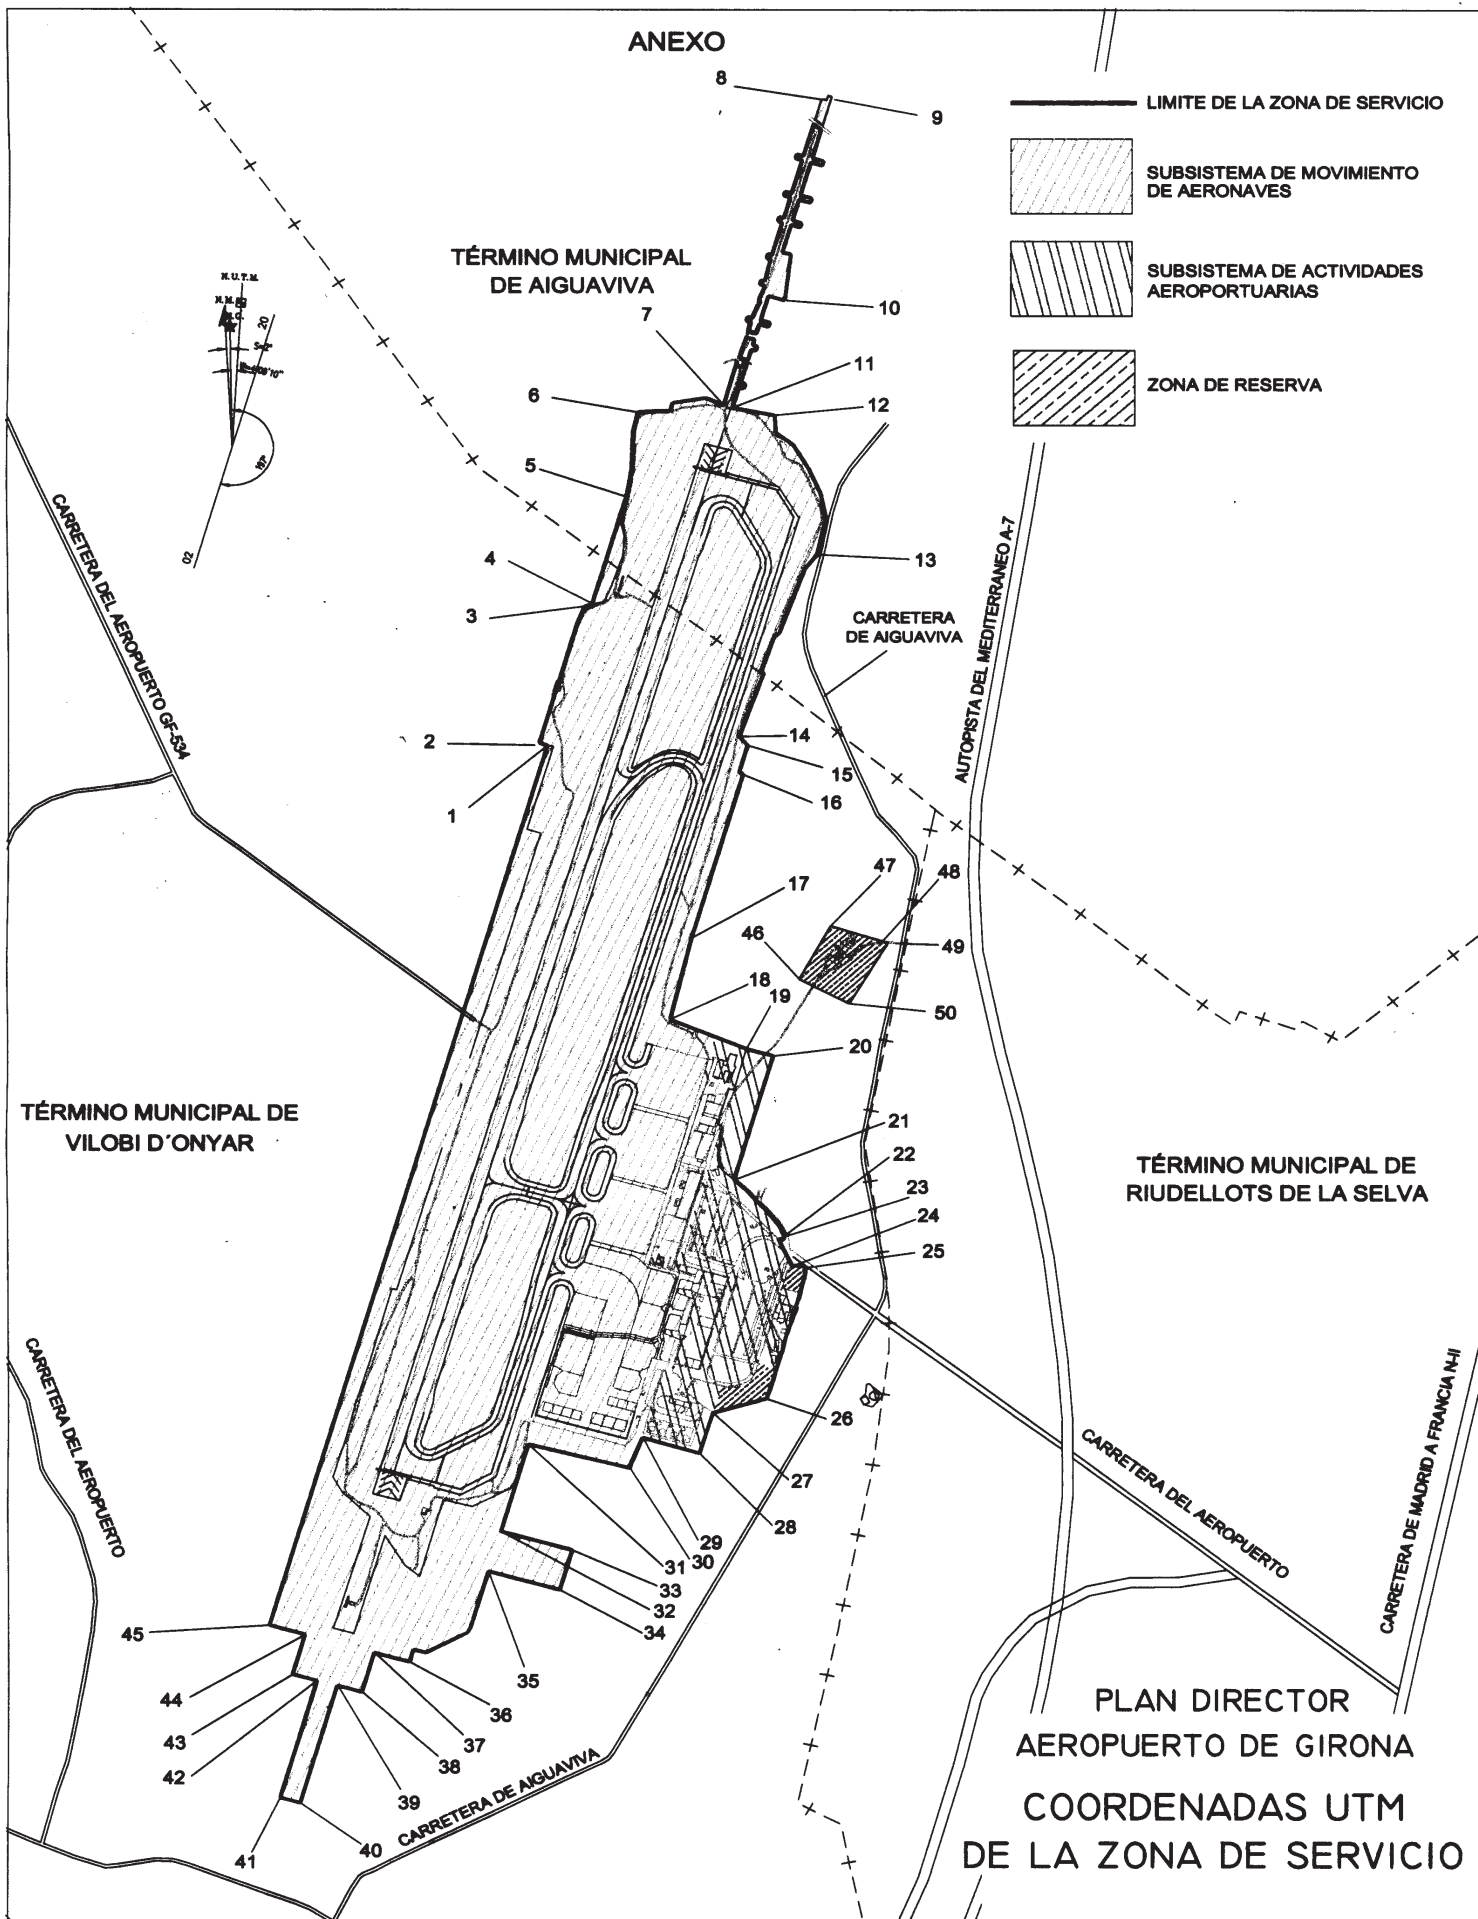 ANEXO
8
9
LIMITE DE LA ZONA DE SERVICIO
SUBSISTEMA DE MOVIMIENTO
DE AERONAVES
SUBSISTEMA DE ACTIVIDADES
AEROPORTUARIAS
ZONA DE RESERVA
TÉRMINO MUNICIPAL
DE AIGUAVIVA
N.U.T.M.
N.M.
20
197º
02
7
10
11
6
12
5
4
13
3
CARRETERA
DE AIGUAVIVA
CARRETERA DEL AEROPUERTO GF-534
AUTOPISTA DEL MEDITERRANEO A-7
2
14
15
1
16
47
48
17
46
49
18
19
50
20
TÉRMINO MUNICIPAL DE
VILOBI D´ONYAR
21
22
23
24
25
TÉRMINO MUNICIPAL DE
RIUDELLOTS DE LA SELVA
CARRETERA DEL AEROPUERTO
26
27
28
29
30
31
33
32
34
CARRETERA DEL AEROPUERTO
CARRETERA DE MADRID A FRANCIA N-II
45
35
44
36
43
37
42
38
39
40
41
CARRETERA DE AIGUAVIVA
PLAN DIRECTOR
AEROPUERTO DE GIRONA
COORDENADAS UTM
DE LA ZONA DE SERVICIO